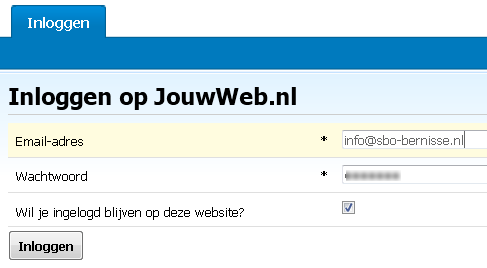 Inloggen
Inloggen op JouwWeb.nl
Email-adres * info@sbo-bernisse.nl
Wachtwoord *
Wil je ingelogd blijven op deze website?
Inloggen